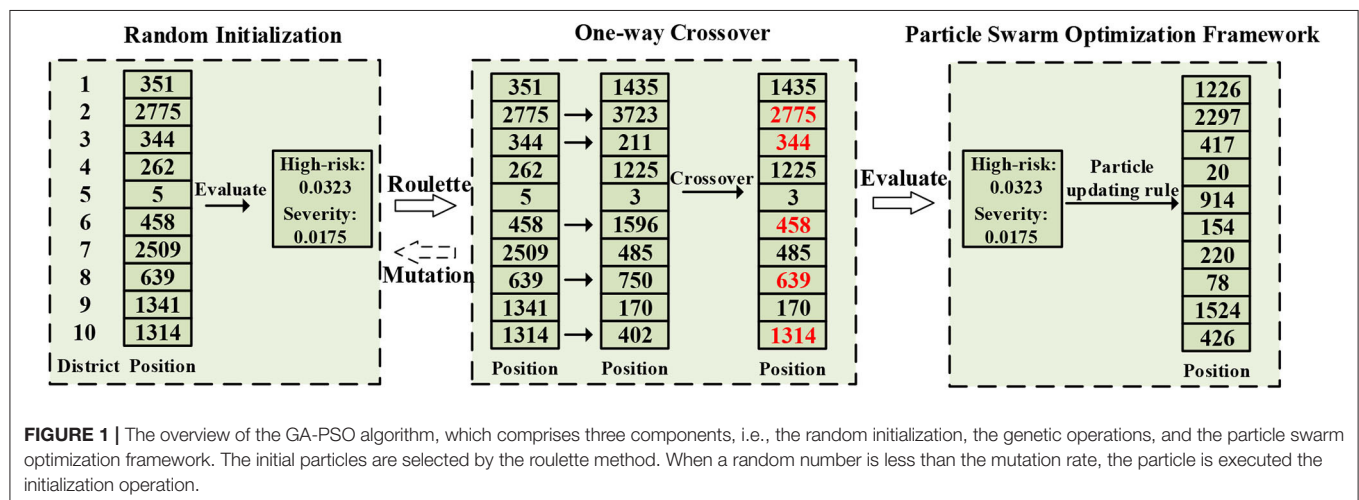 Random Initialization
One-way Crossover
Particle Swarm Optimization Framework
1 351
2 2775
3 344
4 262
5 5
6 458
7 2509
8 639
9 1341
10 1314
District Position
Evaluate
High-risk:
0.0323
Severity:
0.0175
Roulette
Mutation
351 1435 1435
2775 3723 2775
344 211 344
262 1225 1225
5 3 3
458 1596 458
2509 485 485
639 750 639
1341 170 170
1314 402 1314
Crossover
Position Position Position
Evaluate
High-risk:
0.0323
Severity:
0.0175
Particle
updating rule
1226
2297
417
20
914
154
220
78
1524
426
Position
FIGURE 1 | The overview of the GA-PSO algorithm, which comprises three components, i.e., the random initialization, the genetic operations, and the particle swarm
optimization framework. The initial particles are selected by the roulette method. When a random number is less than the mutation rate, the particle is executed the
initialization operation.